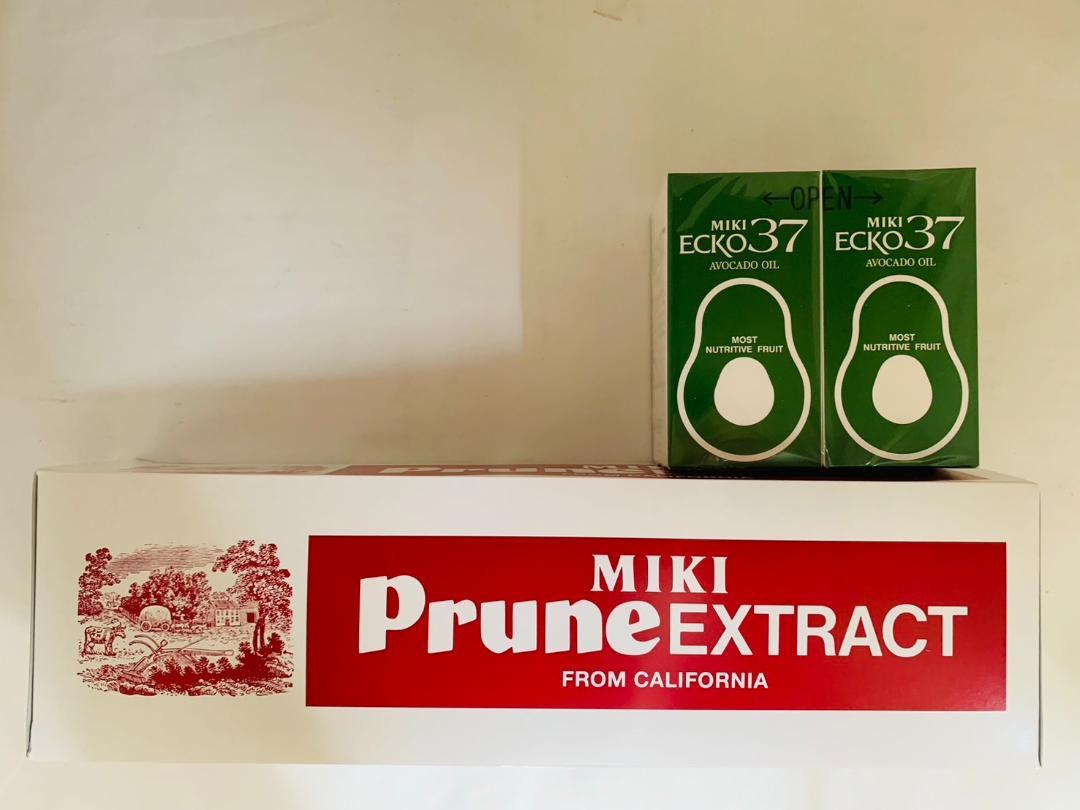 ←OPEN→
MIKI
ECKO37
AVOCADO OIL
MOST
NUTRITIVE FRUIT
MIKI
ECKO37
AVOCADO OIL
MOST
NUTRITIVE FRUIT
Prune
MIKI
Prune EXTRACT
FROM CALIFORNIA